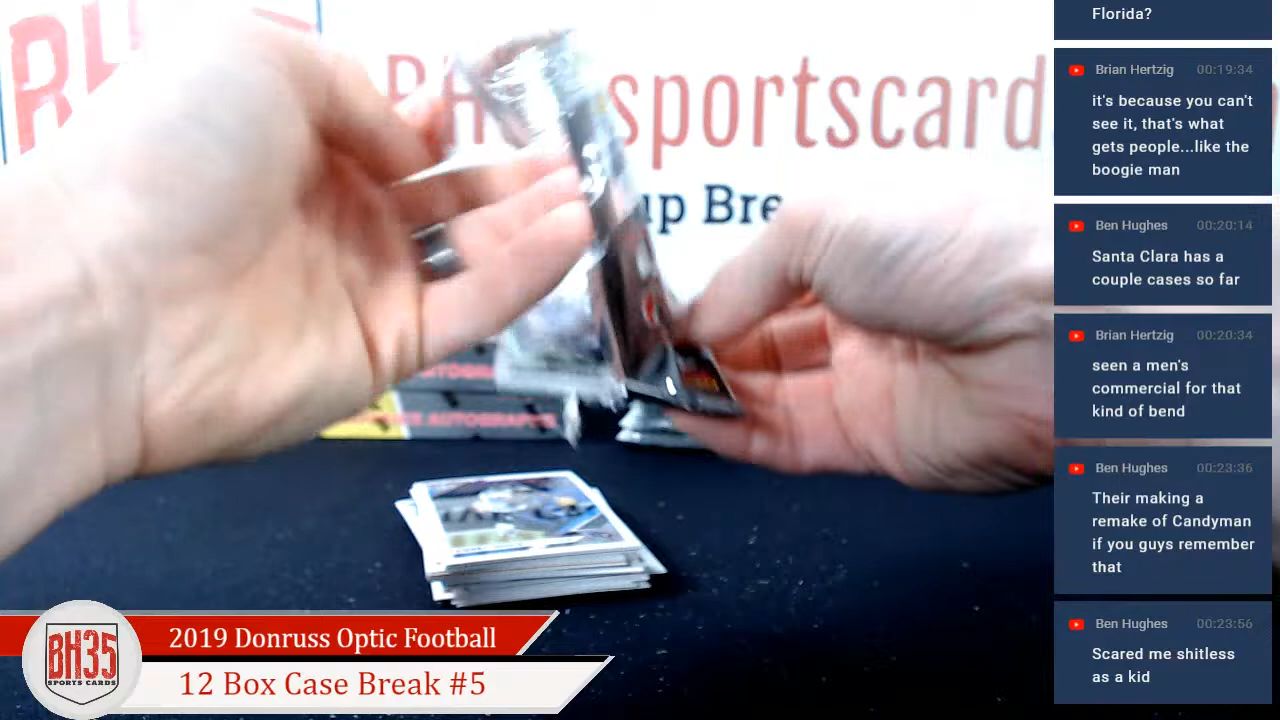 BH35sportscard
up Bre
AUTOGRAPHS
2019 Donruss Optic Football
12 Box Case Break #5
BH35
SPORTS CARDS
Florida?
Brian Hertzig 00:19:34
it's because you can't
see it, that's what
gets people...like the
boogie man
Ben Hughes 00:20:14
Santa Clara has a
couple cases so far
Brian Hertzig 00:20:34
seen a men's
commercial for that
kind of bend
Ben Hughes 00:23:36
Their making a
remake of Candyman
if you guys remember
that
Ben Hughes 00:23:56
Scared me shitless
as a kid